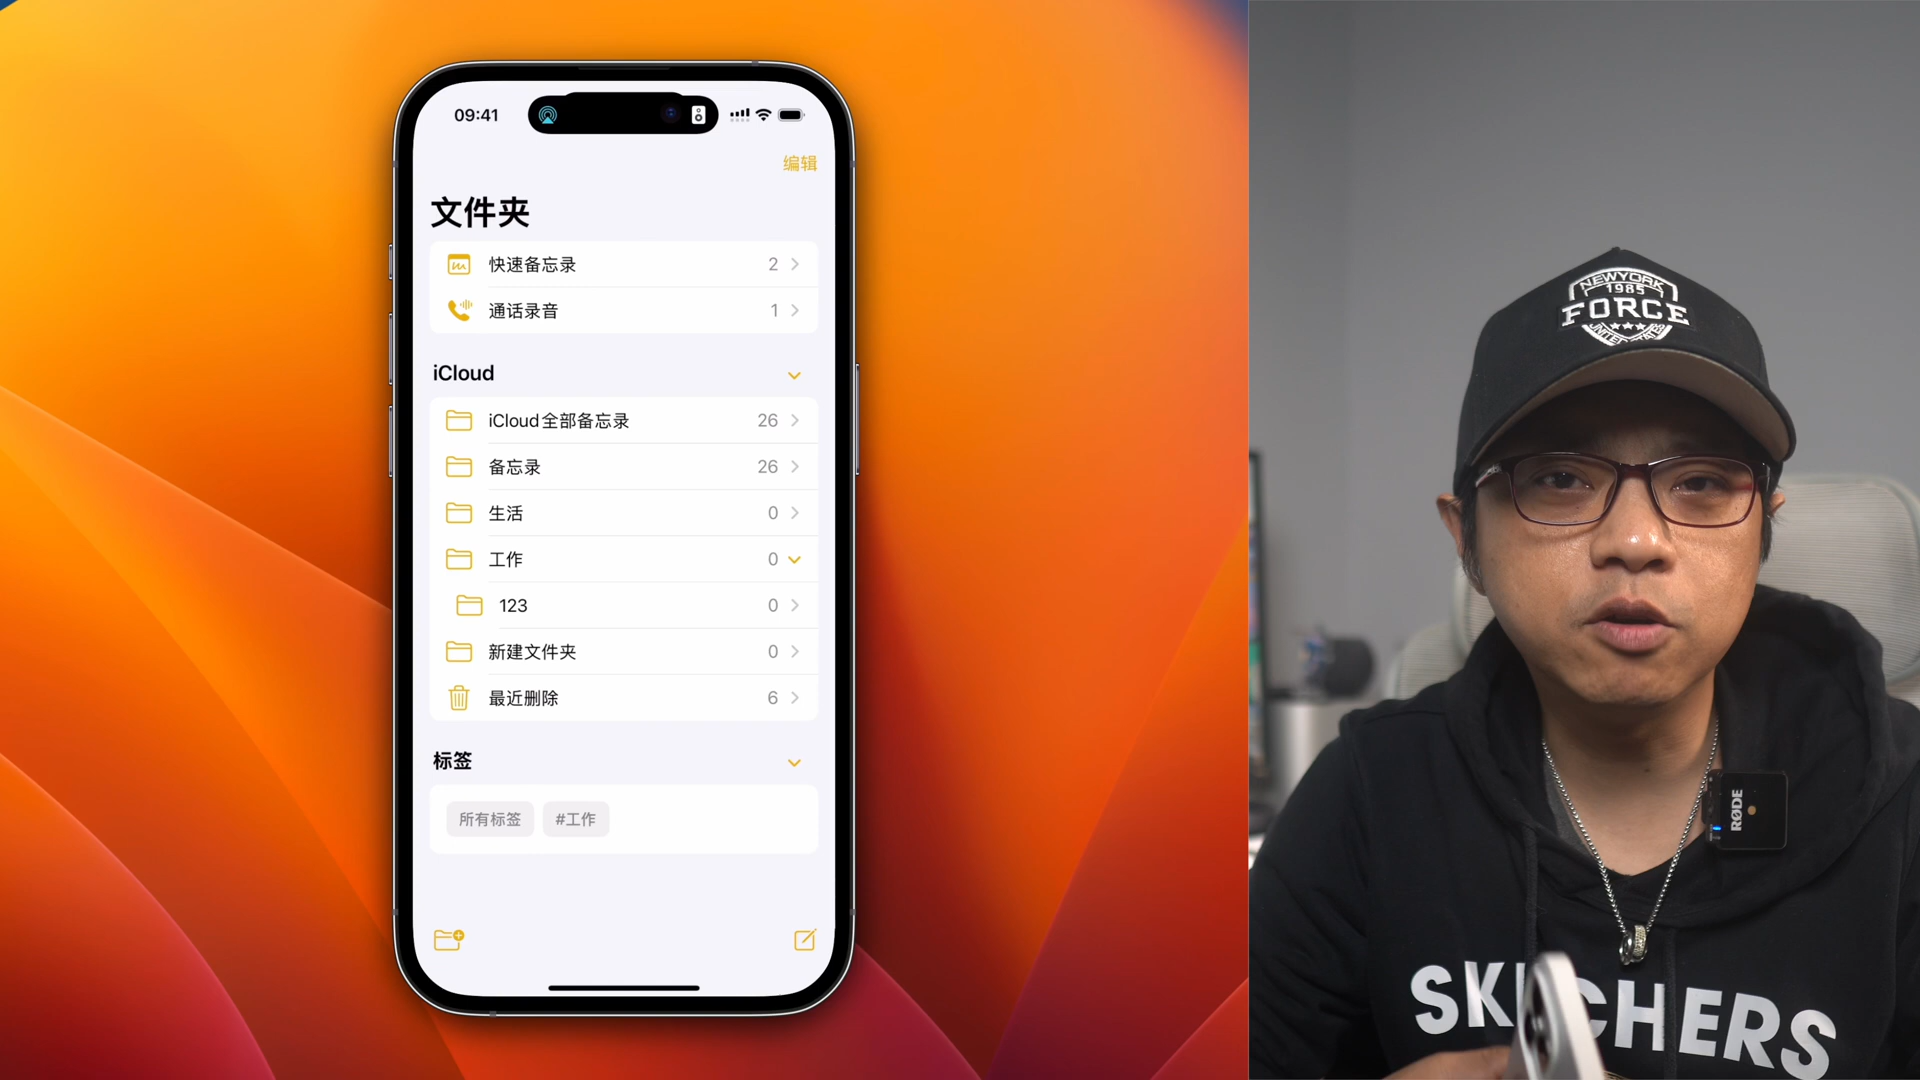 09:41
编辑
文件夹
快速备忘录 2
通话录音 1
iCloud
iCloud全部备忘录 26
备忘录 26
生活 0
工作 0
123 0
新建文件夹 0
最近删除 6
标签
所有标签 #工作
NEWYORK
1985
FORCE
UNITED STATES
RØDE
SKECHERS